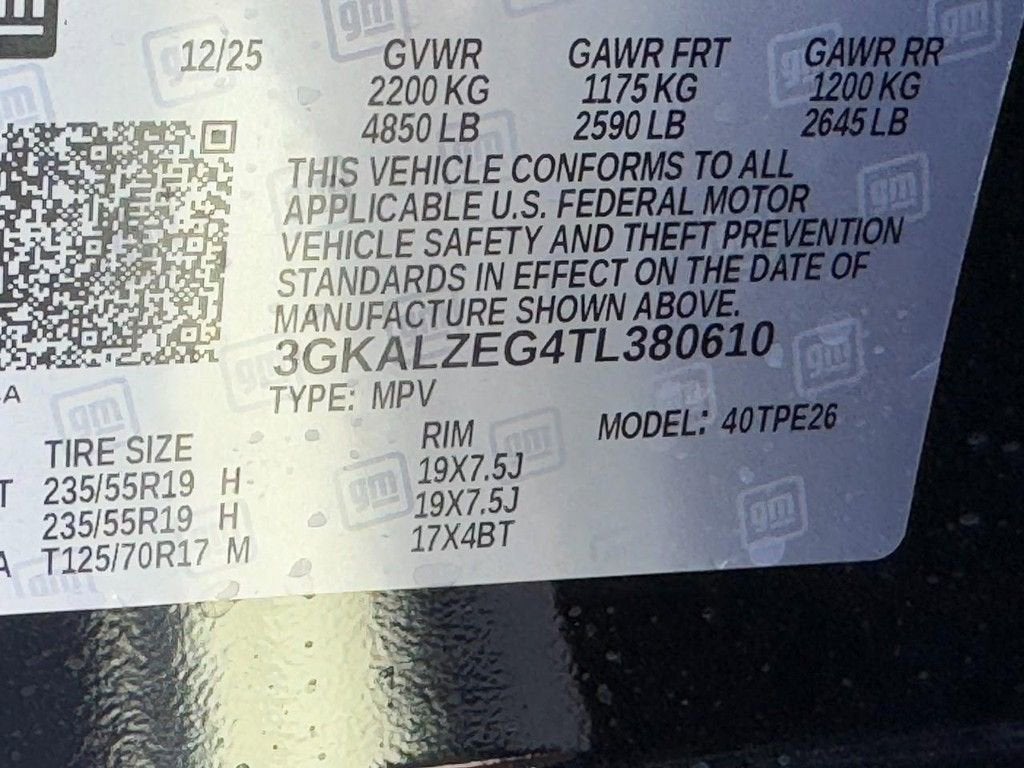 gm
12/25 GVWR GAWR FRT GAWR RR
2200 KG 1175 KG 1200 KG
4850 LB 2590 LB 2645 LB
THIS VEHICLE CONFORMS TO ALL
APPLICABLE U.S. FEDERAL MOTOR
VEHICLE SAFETY AND THEFT PREVENTION
STANDARDS IN EFFECT ON THE DATE OF
MANUFACTURE SHOWN ABOVE.
3GKALZEG4TL380610
TYPE: MPV
MODEL: 40TPE26
TIRE SIZE RIM
235/55R19 H 19X7.5J
235/55R19 H 19X7.5J
T125/70R17 M 17X4BT